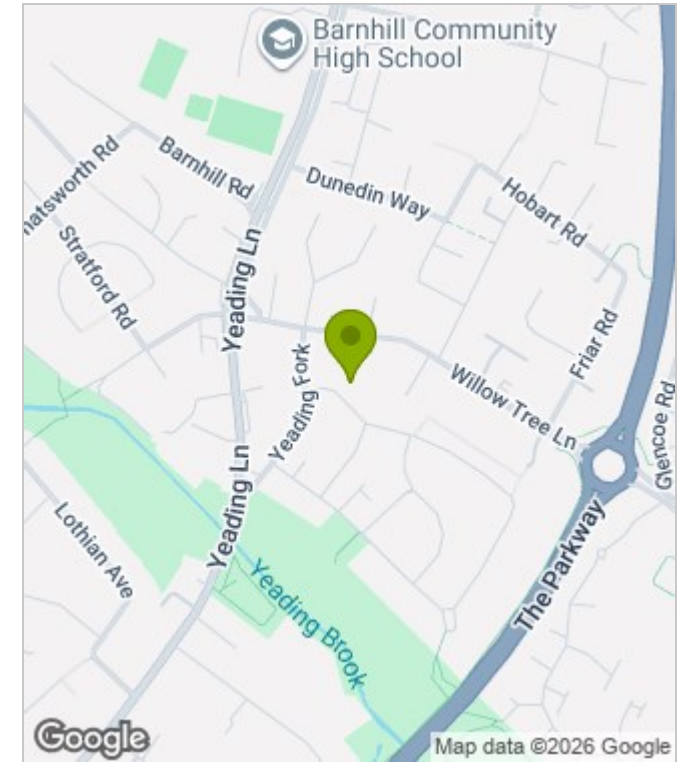 Barnhill Community
High School
Barnhill Rd
Dunedin Way
Hobart Rd
hatsworth Rd
Stratford Rd
Yeading Ln
Yeading Fork
Friar Rd
Willow Tree Ln
Glencoe Rd
Yeading Ln
Lothian Ave
The Parkway
Yeading Brook
Google
Map data ©2026 Google